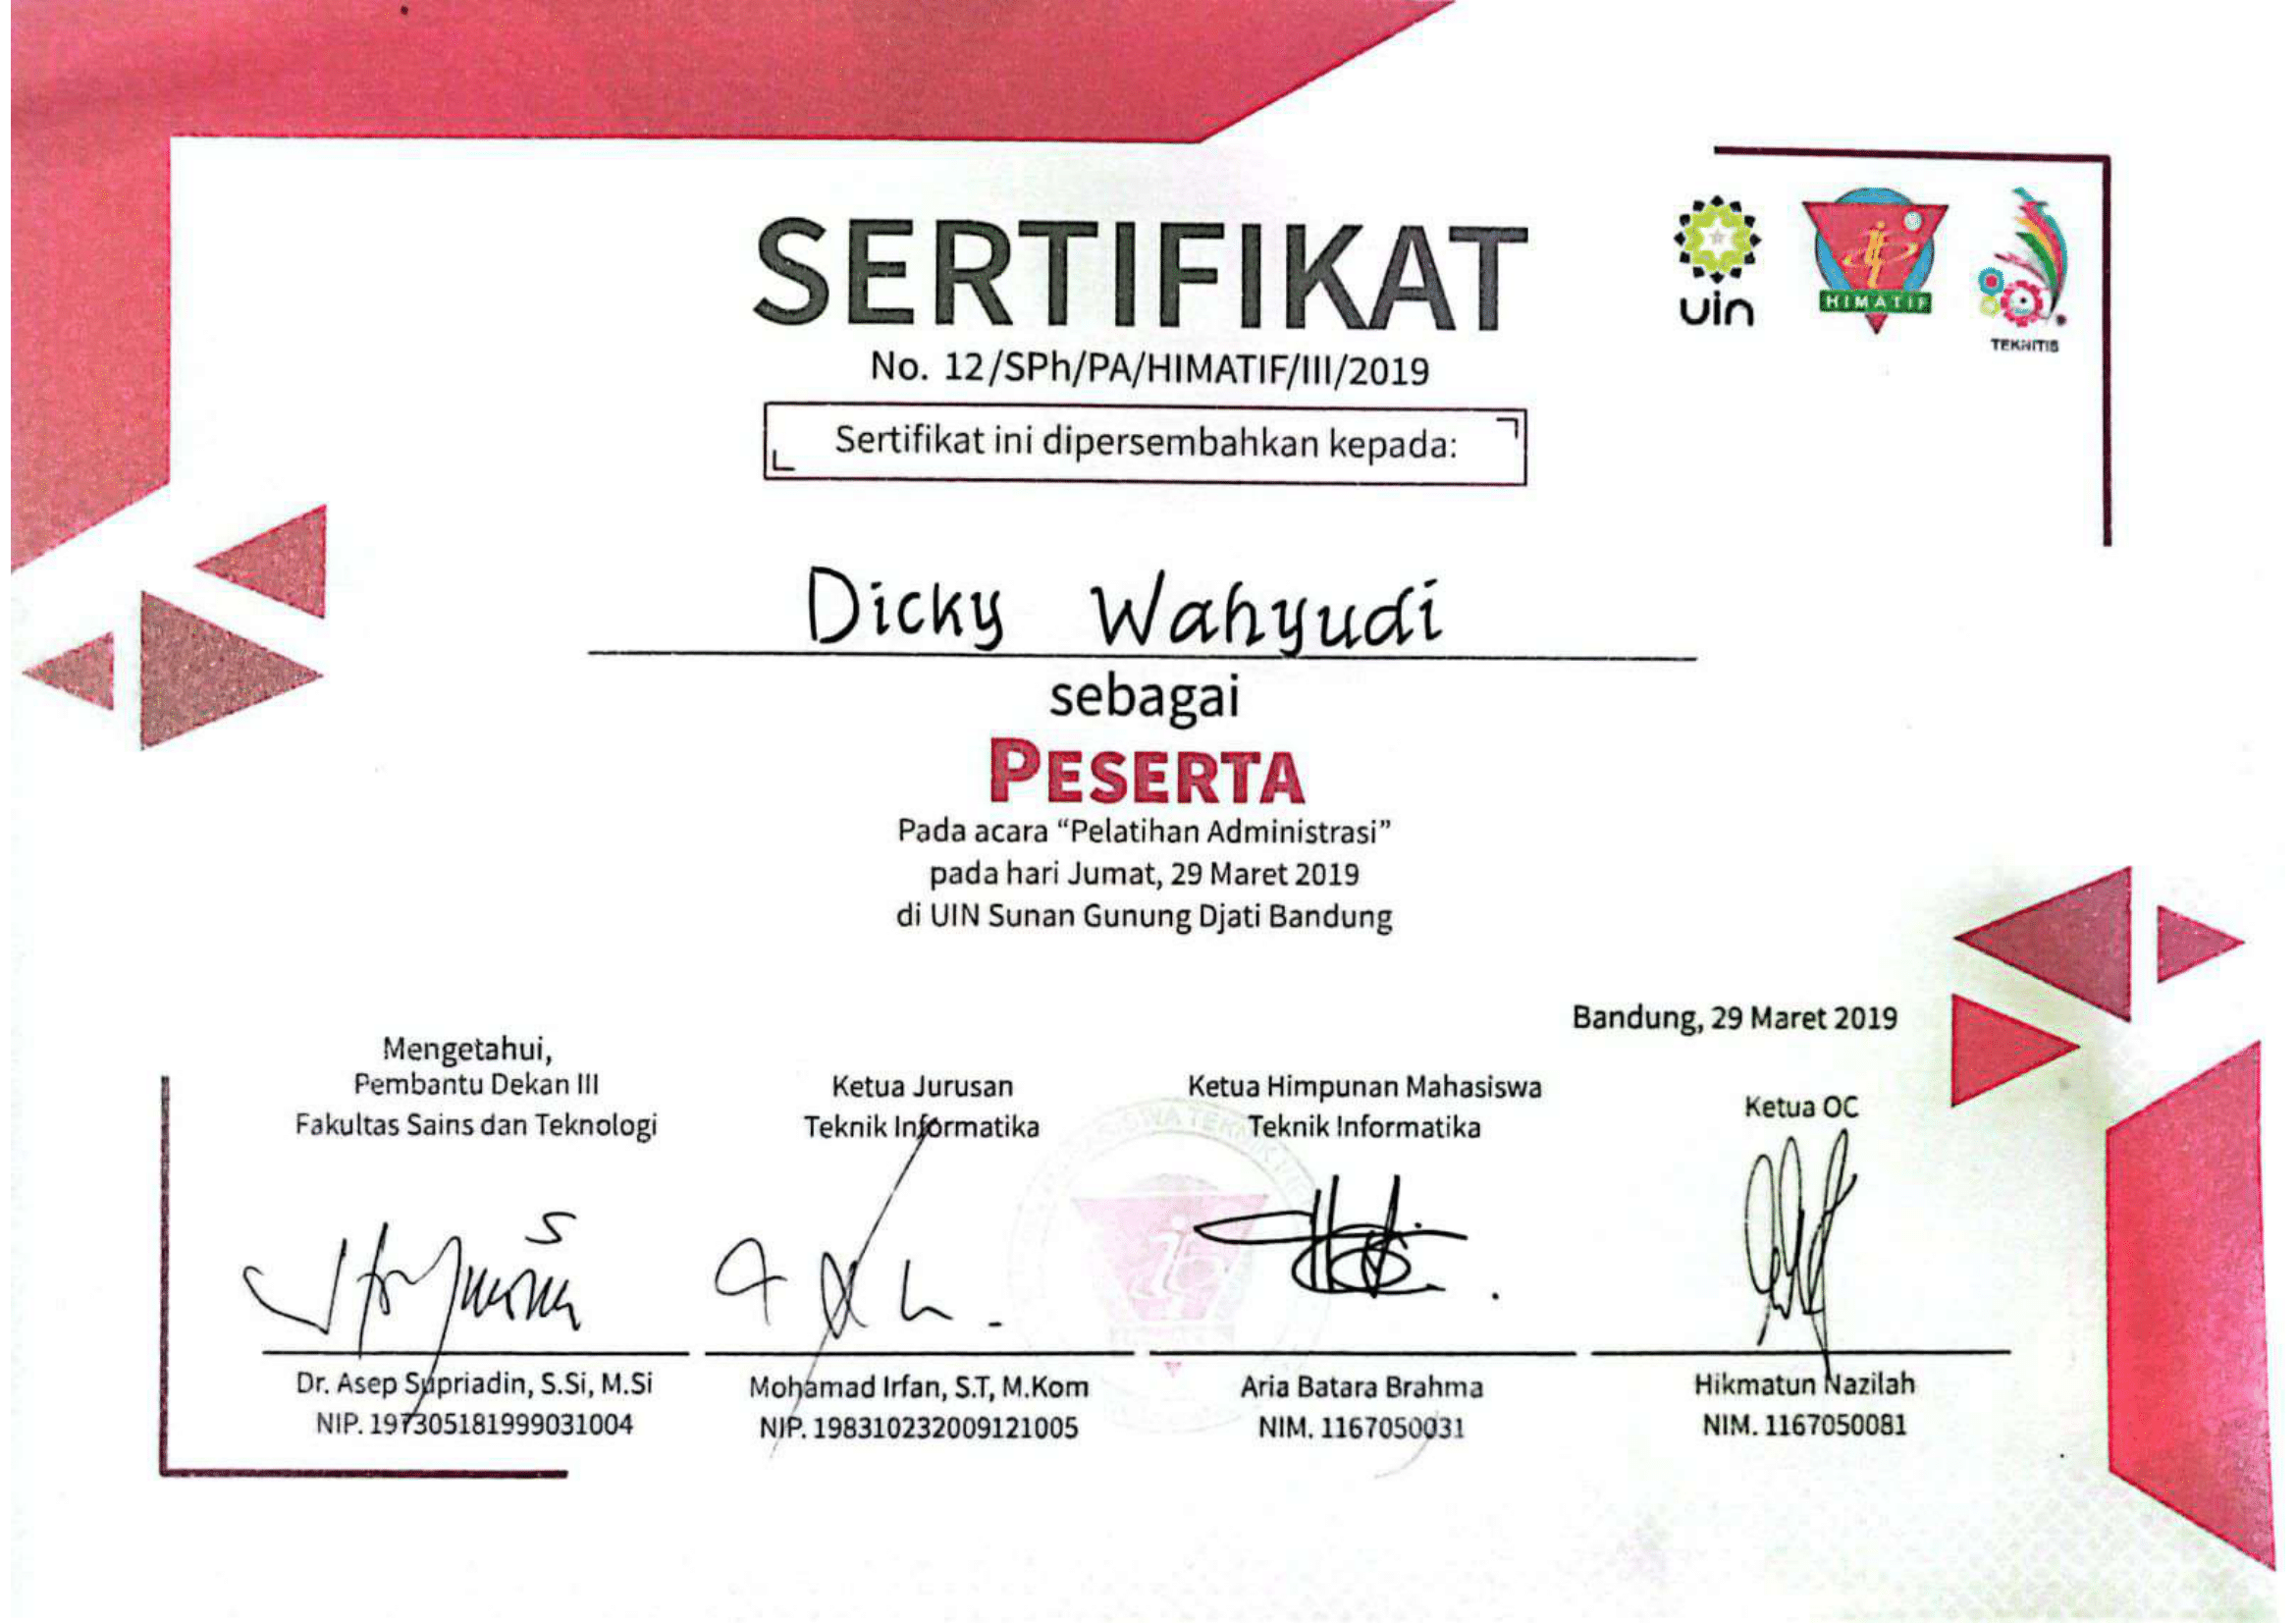 SERTIFIKAT
No. 12/SPh/PA/HIMATIF/III/2019
Sertifikat ini dipersembahkan kepada:
uin
HIMATIF
TEKNITIS
Dicky Wahyudi
sebagai
PESERTA
Pada acara “Pelatihan Administrasi”
pada hari Jumat, 29 Maret 2019
di UIN Sunan Gunung Djati Bandung
Bandung, 29 Maret 2019
Mengetahui,
Pembantu Dekan III
Fakultas Sains dan Teknologi
Dr. Asep Supriadin, S.Si, M.Si
NIP. 197305181999031004
Ketua Jurusan
Teknik Informatika
Mohamad Irfan, S.T, M.Kom
NIP. 198310232009121005
Ketua Himpunan Mahasiswa
Teknik Informatika
Aria Batara Brahma
NIM. 1167050031
Ketua OC
Hikmatun Nazilah
NIM. 1167050081